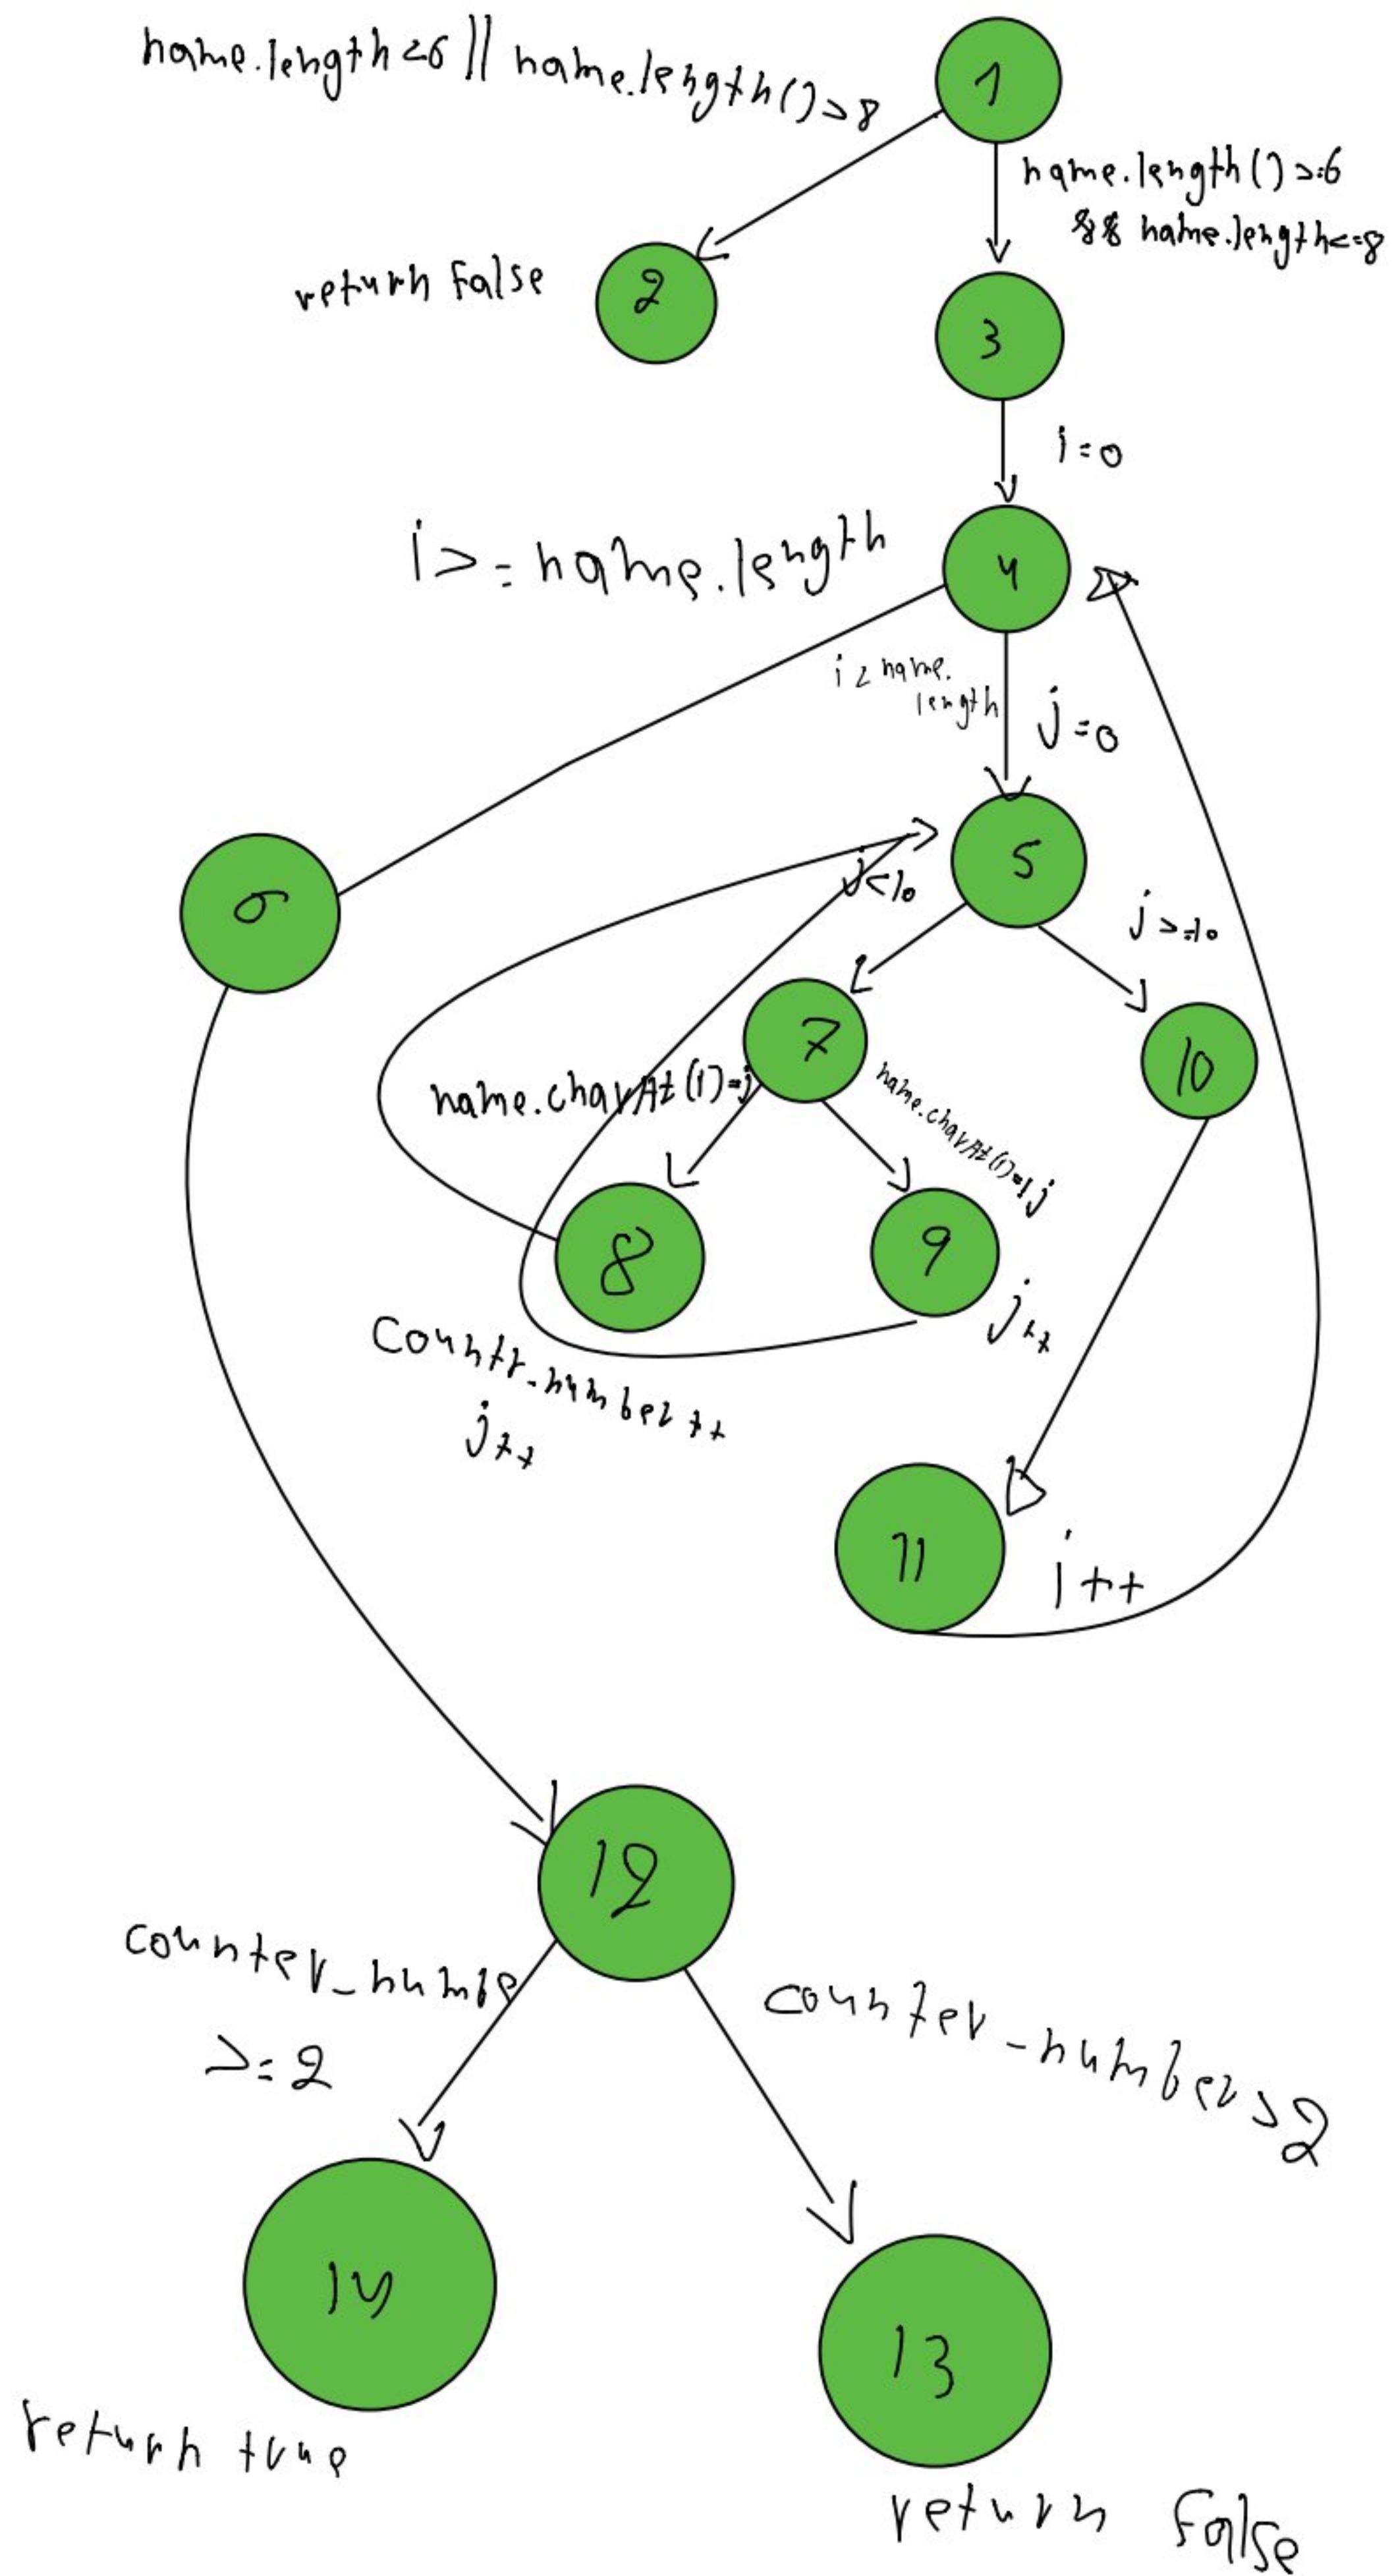 name.length<6 || name.length()>8
1
name.length()>=6
&& name.length<=8
return False
2
3
i=0
i>=name.length
4
i<name.
length
j=0
6
5
j<10
j>=10
7
10
name.charAt(i)=j
name.charAt(i)=!j
8
9
j++
Countr_number++
j++
11
i++
12
counter_numbe
>=2
counter_number>2
14
13
return true
return False